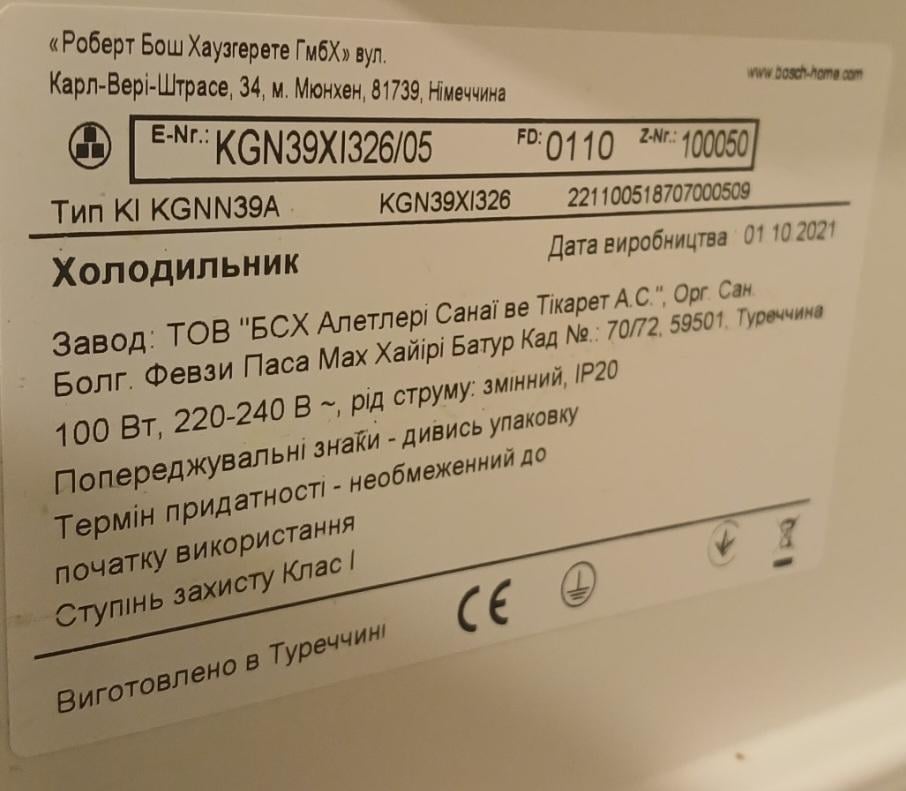 «Роберт Бош Хаузгерете ГмбХ» вул.
Карл-Вері-Штрасе, 34, м. Мюнхен, 81739, Німеччина
www.bosch-home.com
E-Nr.: KGN39XI326/05 FD: 0110 Z-Nr.: 100050
Тип KI KGNN39A KGN39XI326 221100518707000509
Холодильник Дата виробництва 01 10 2021
Завод: ТОВ "БСХ Алетлері Санаї ве Тікарет А.С.", Орг. Сан.
Болг. Февзи Паса Мах Хайірі Батур Кад №.: 70/72, 59501, Туреччина
100 Вт, 220-240 В ~, рід струму: змінний, IP20
Попереджувальні знаки - дивись упаковку
Термін придатності - необмеженний до
початку використання
Ступінь захисту Клас I
CE
Виготовлено в Туреччині